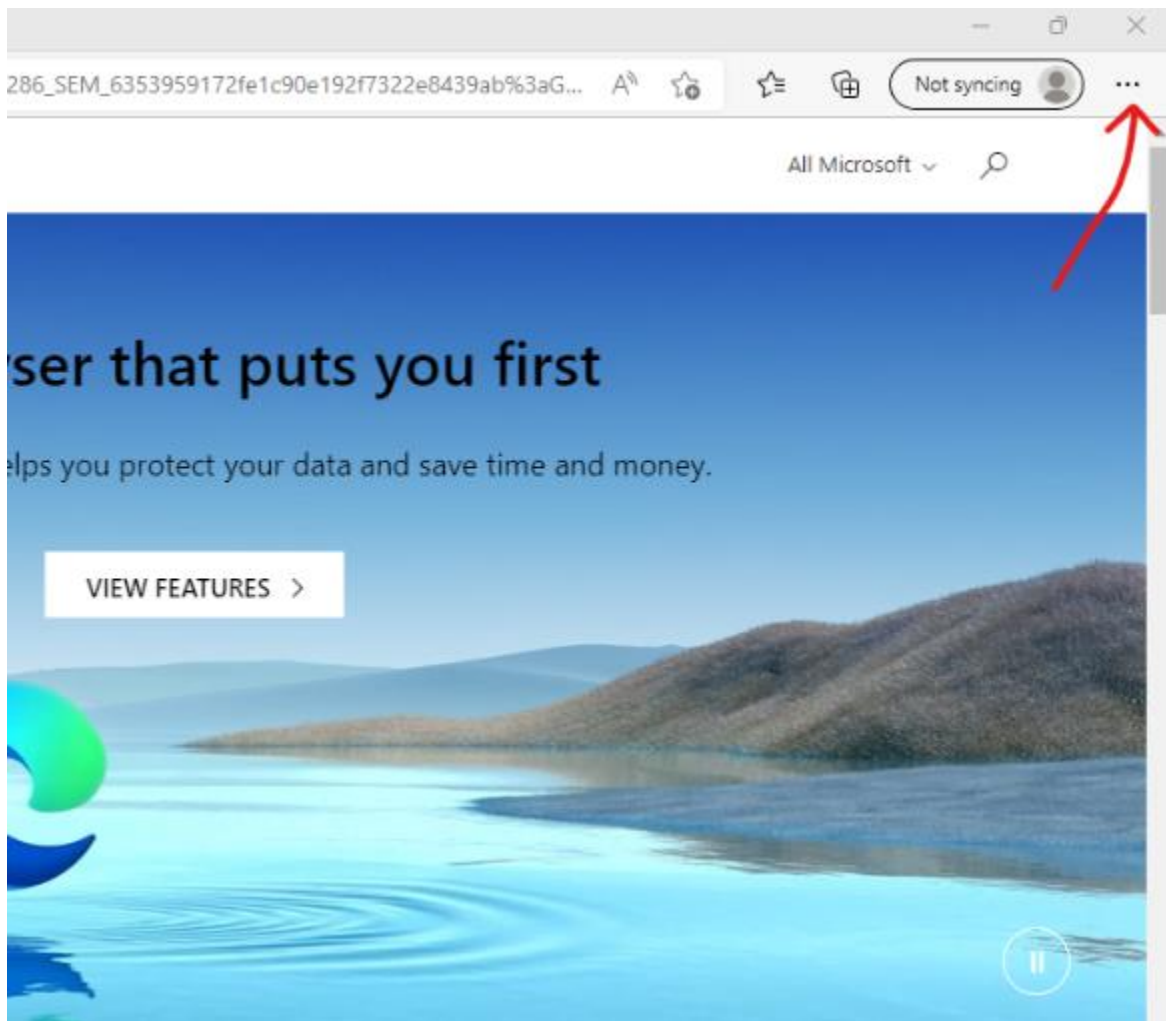 286_SEM_6353959172fe1c90e192f7322e8439ab%3aG...
Not syncing
All Microsoft
ser that puts you first
elps you protect your data and save time and money.
VIEW FEATURES